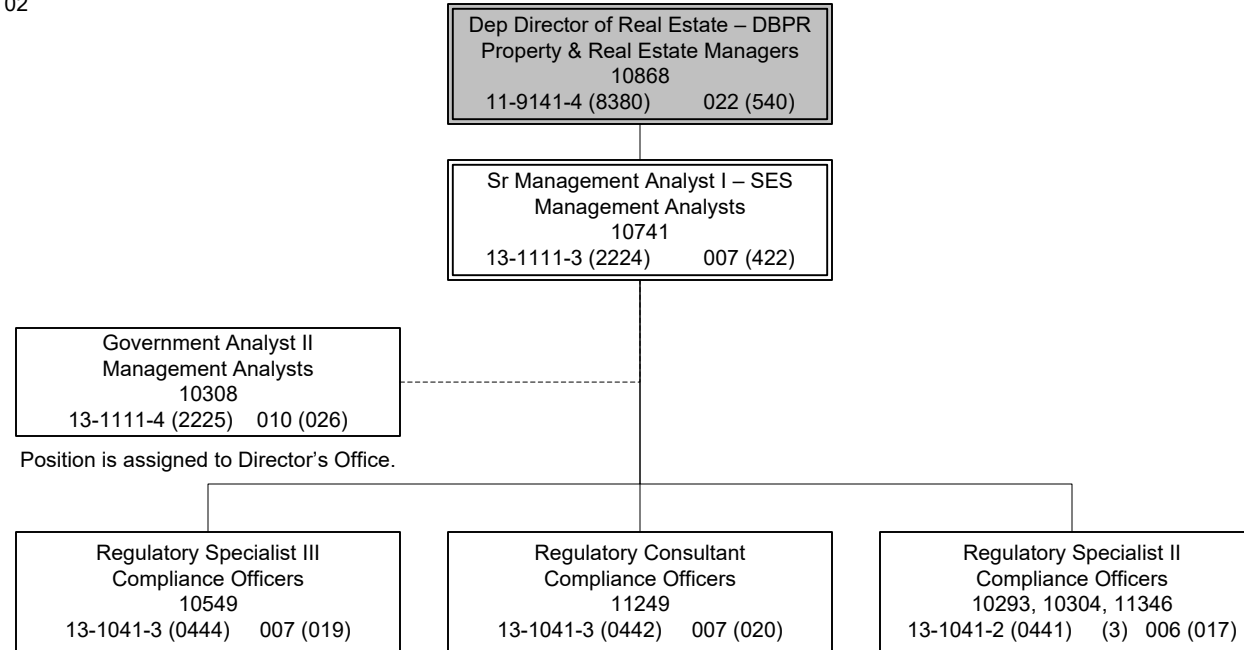 02
Dep Director of Real Estate – DBPR
Property & Real Estate Managers
10868
11-9141-4 (8380) 022 (540)
Sr Management Analyst I – SES
Management Analysts
10741
13-1111-3 (2224) 007 (422)
Government Analyst II
Management Analysts
10308
13-1111-4 (2225) 010 (026)
Position is assigned to Director’s Office.
Regulatory Specialist III
Compliance Officers
10549
13-1041-3 (0444) 007 (019)
Regulatory Consultant
Compliance Officers
11249
13-1041-3 (0442) 007 (020)
Regulatory Specialist II
Compliance Officers
10293, 10304, 11346
13-1041-2 (0441) (3) 006 (017)